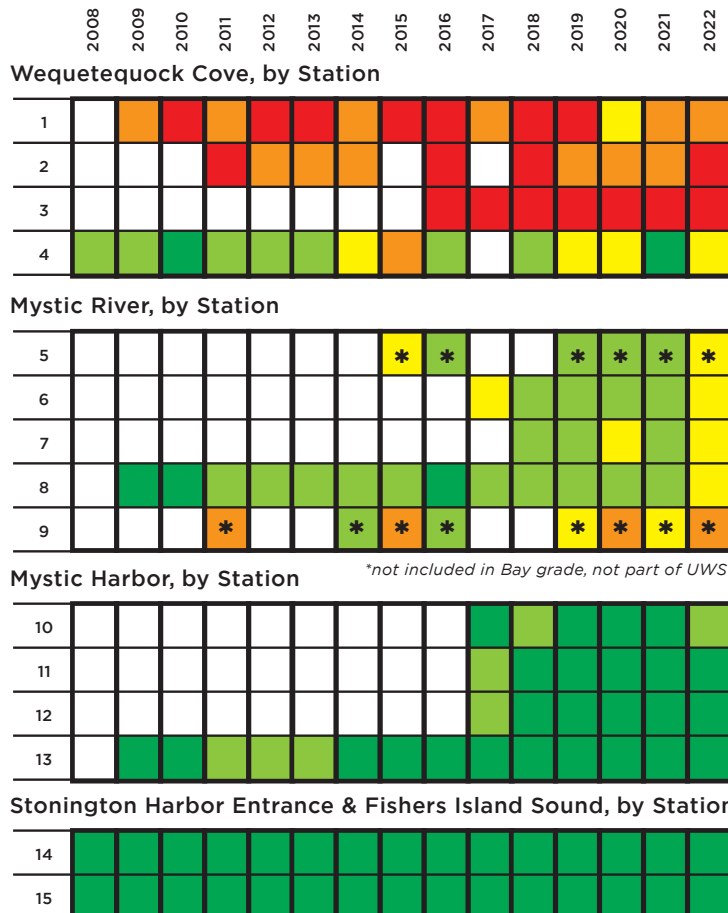 2008 2009 2010 2011 2012 2013 2014 2015 2016 2017 2018 2019 2020 2021 2022
Wequetequock Cove, by Station
1
2
3
4
Mystic River, by Station
5 * * * * * *
6
7
8
9 * * * * * * * *
*not included in Bay grade, not part of UWS
Mystic Harbor, by Station
10
11
12
13
Stonington Harbor Entrance & Fishers Island Sound, by Station
14
15